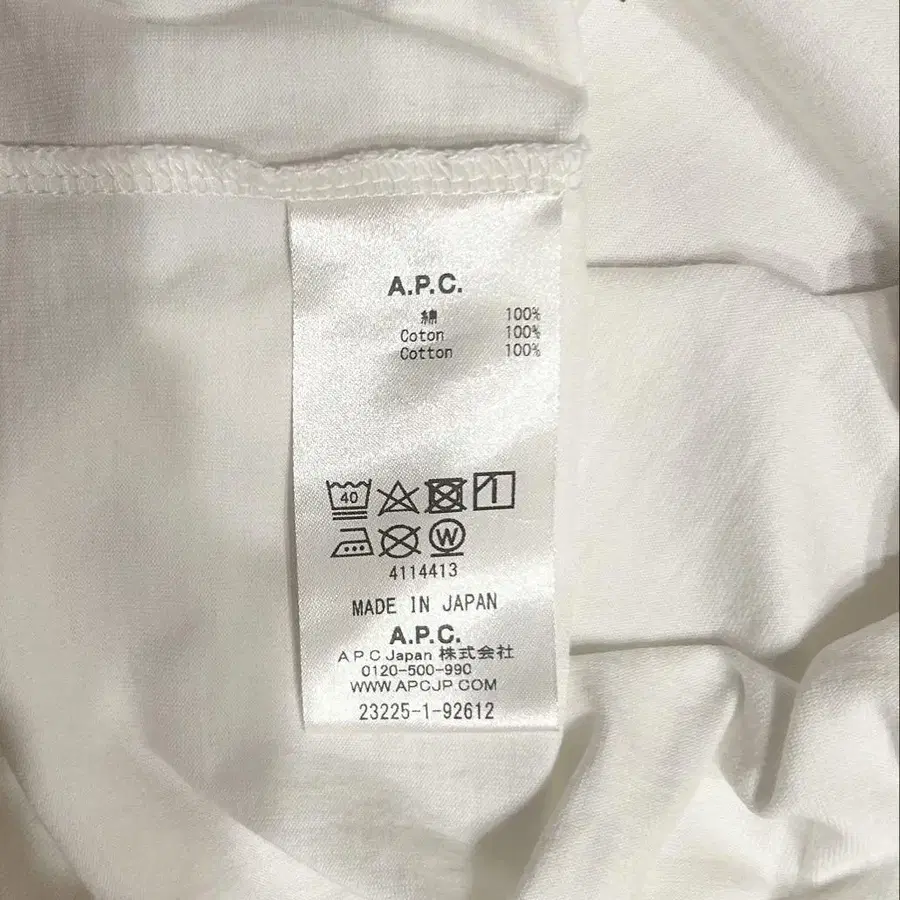 A.P.C.
綿 100%
Coton 100%
Cotton 100%
40
W
4114413
MADE IN JAPAN
A.P.C.
A.P.C Japan 株式会社
0120-500-990
WWW.APCJP.COM
23225-1-92612